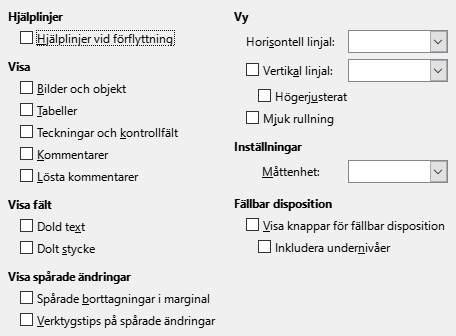 Hjälplinjer
Hjälplinjer vid förflyttning
Visa
Bilder och objekt
Tabeller
Teckningar och kontrollfält
Kommentarer
Lösta kommentarer
Visa fält
Dold text
Dolt stycke
Visa spårade ändringar
Spårade borttagningar i marginal
Verktygstips på spårade ändringar
Vy
Horisontell linjal:
Vertikal linjal:
Högerjusterat
Mjuk rullning
Inställningar
Måttenhet:
Fällbar disposition
Visa knappar för fällbar disposition
Inkludera undernivåer